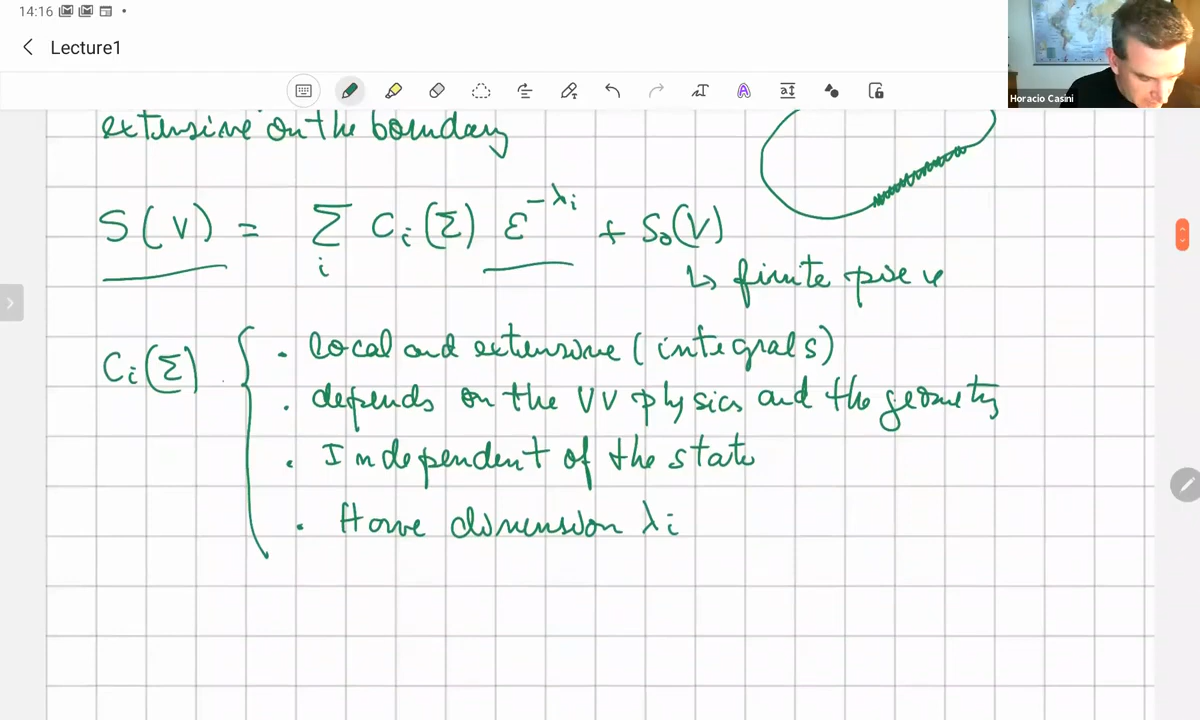 14:16
Lecture1
Horacio Casini
extensive on the boundary
S(V) = Σ_i C_i(Σ) ε^{-λ_i} + S_0(V)
↳ finite piece
C_i(Σ) { · local and extensive (integrals)
· depends on the UV physics and the geometry
· Independent of the state
· Have dimension λ_i